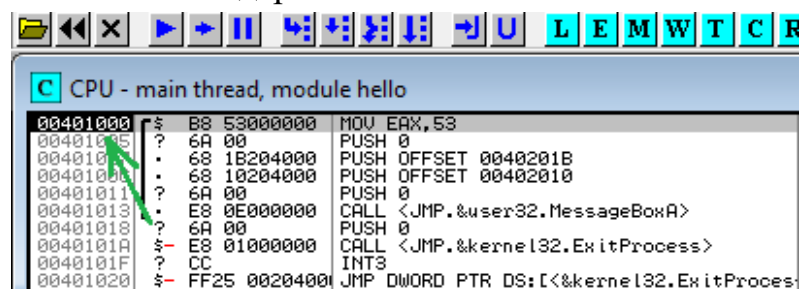 L E M W T C R
C CPU - main thread, module hello
00401000 $ B8 53000000 MOV EAX,53
00401005 ? 6A 00 PUSH 0
. 68 1B204000 PUSH OFFSET 0040201B
. 68 10204000 PUSH OFFSET 00402010
00401011 ? 6A 00 PUSH 0
00401013 . E8 0E000000 CALL <JMP.&user32.MessageBoxA>
00401018 ? 6A 00 PUSH 0
0040101A $- E8 01000000 CALL <JMP.&kernel32.ExitProcess>
0040101F ? CC INT3
00401020 $- FF25 0020400 JMP DWORD PTR DS:[<&kernel32.ExitProces